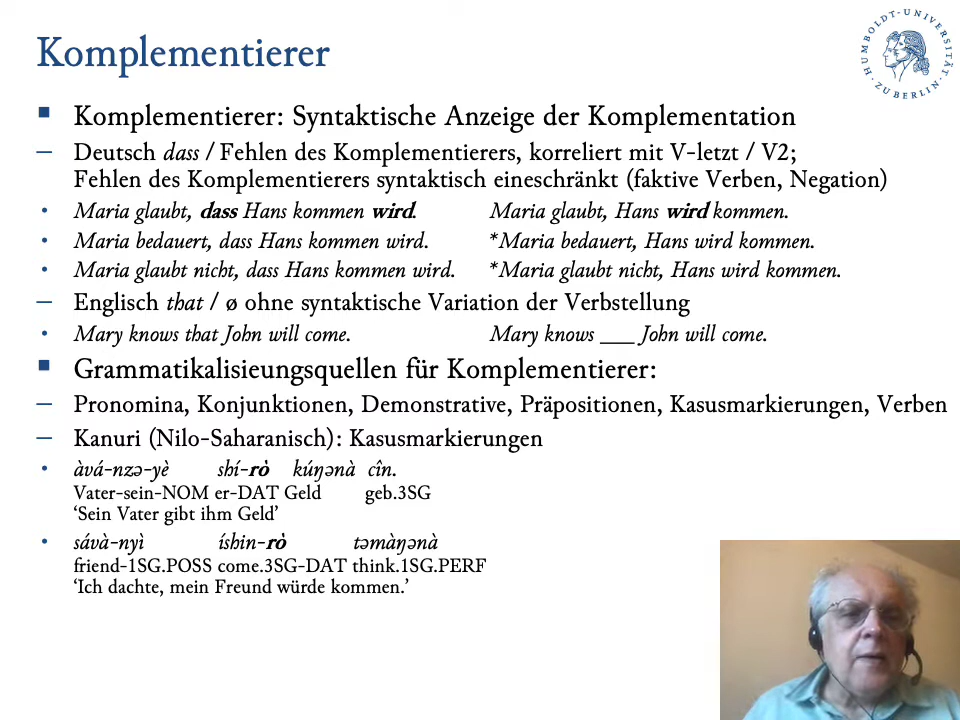 Komplementierer
HUMBOLDT-UNIVERSITÄT ZU BERLIN
■ Komplementierer: Syntaktische Anzeige der Komplementation
– Deutsch dass / Fehlen des Komplementierers, korreliert mit V-letzt / V2;
Fehlen des Komplementierers syntaktisch eineschränkt (faktive Verben, Negation)
• Maria glaubt, dass Hans kommen wird. Maria glaubt, Hans wird kommen.
• Maria bedauert, dass Hans kommen wird. *Maria bedauert, Hans wird kommen.
• Maria glaubt nicht, dass Hans kommen wird. *Maria glaubt nicht, Hans wird kommen.
– Englisch that / ø ohne syntaktische Variation der Verbstellung
• Mary knows that John will come. Mary knows ___ John will come.
■ Grammatikalisieungsquellen für Komplementierer:
– Pronomina, Konjunktionen, Demonstrative, Präpositionen, Kasusmarkierungen, Verben
– Kanuri (Nilo-Saharanisch): Kasusmarkierungen
• àvá-nzə-yè shí-rò kúŋənà cîn.
Vater-sein-NOM er-DAT Geld geb.3SG
‘Sein Vater gibt ihm Geld’
• sávà-nyì íshin-rò təmàŋənà
friend-1SG.POSS come.3SG-DAT think.1SG.PERF
‘Ich dachte, mein Freund würde kommen.’